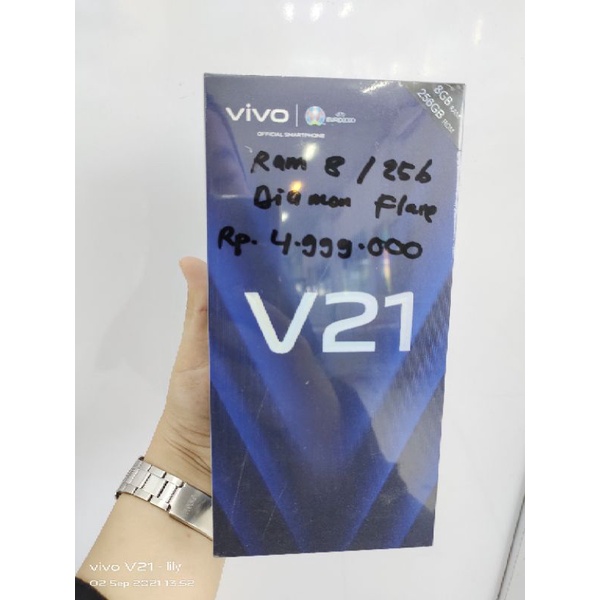 vivo
EURO2020
OFFICIAL SMARTPHONE
8GB RAM
256GB ROM
Ram 8 / 256
Diamon Flare
Rp. 4.999.000
V21
vivo V21 · lily
02 Sep 2021 13:52